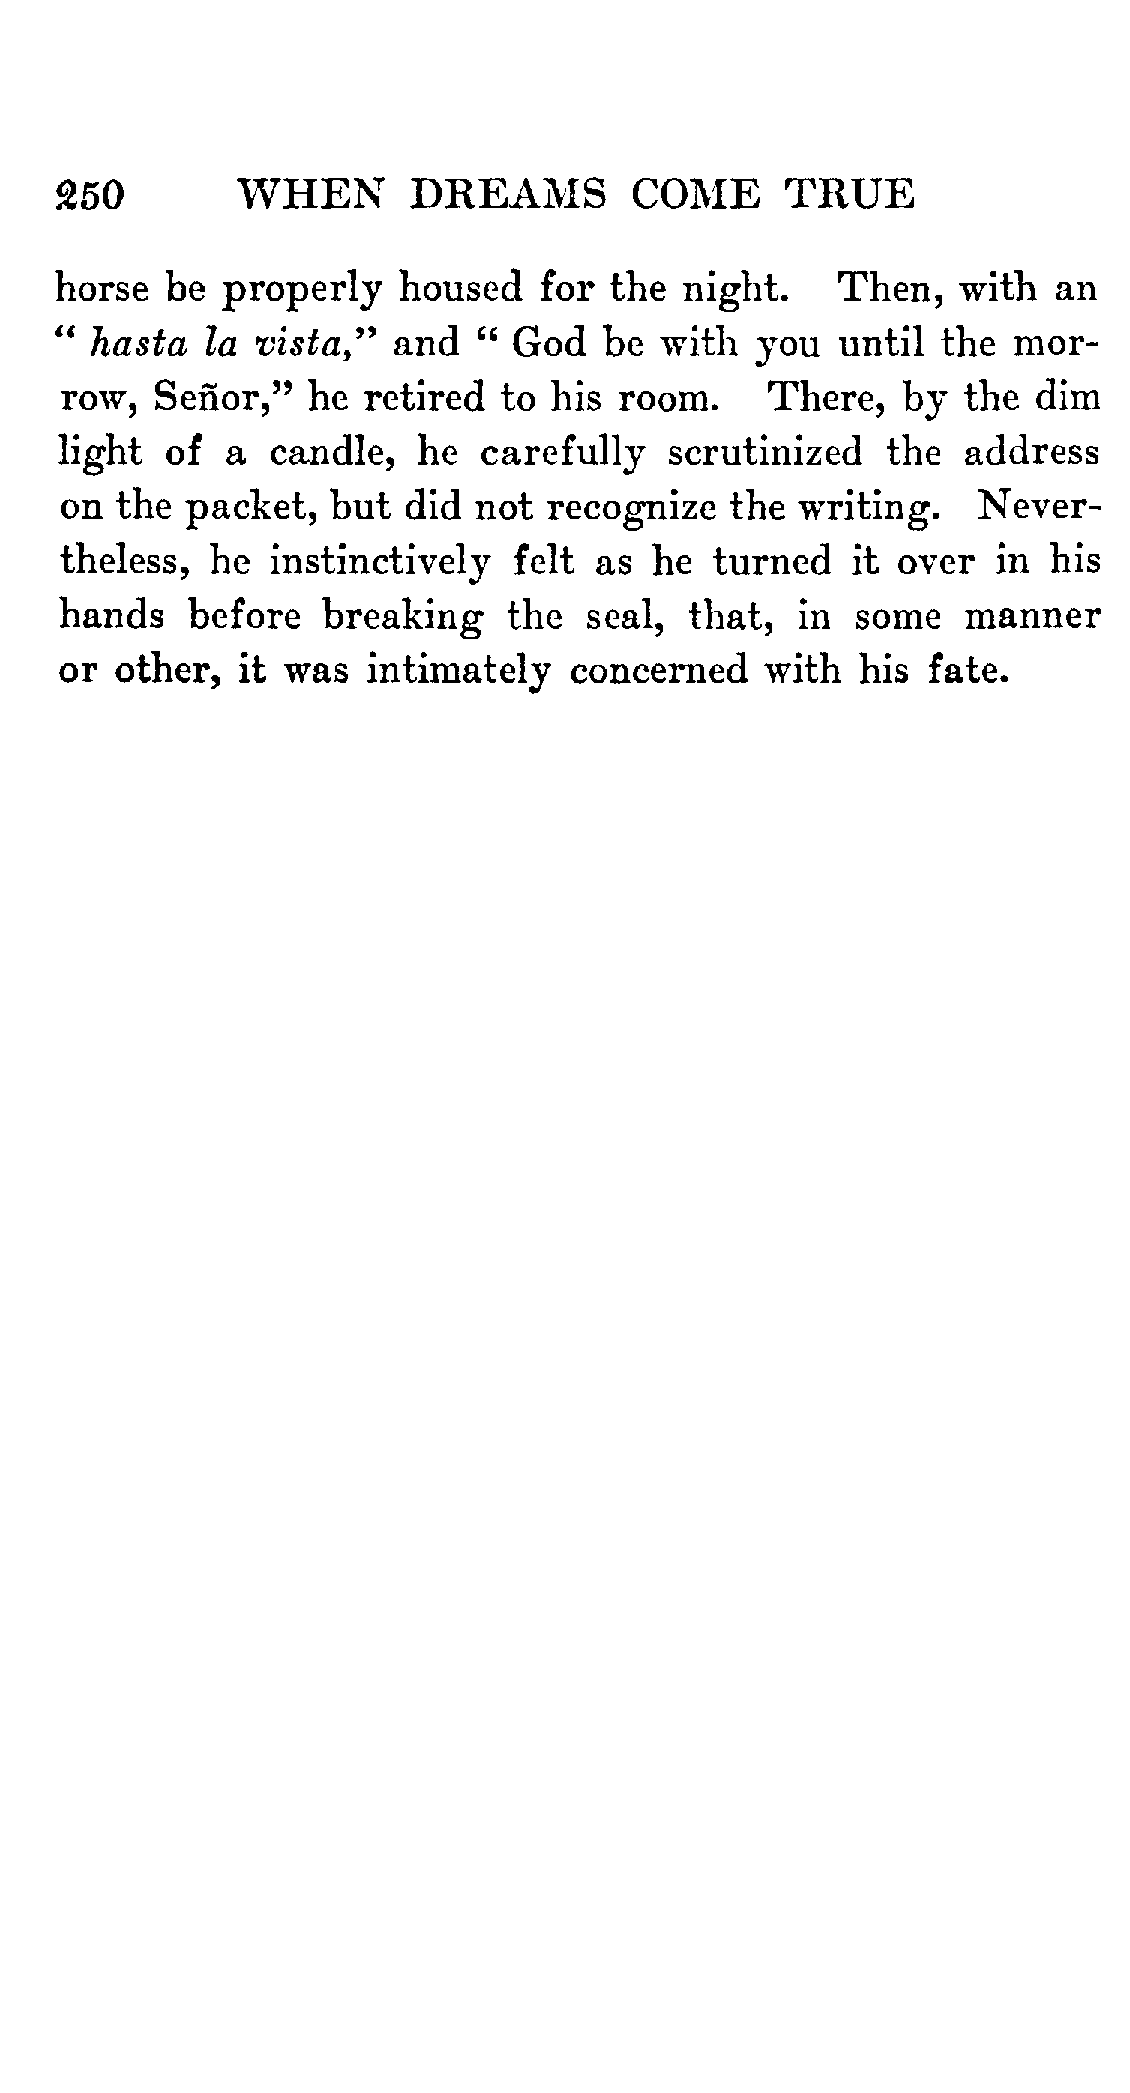 250 WHEN DREAMS COME TRUE
horse be properly housed for the night. Then, with an
“ hasta la vista,” and “ God be with you until the mor-
row, Señor,” he retired to his room. There, by the dim
light of a candle, he carefully scrutinized the address
on the packet, but did not recognize the writing. Never-
theless, he instinctively felt as he turned it over in his
hands before breaking the seal, that, in some manner
or other, it was intimately concerned with his fate.